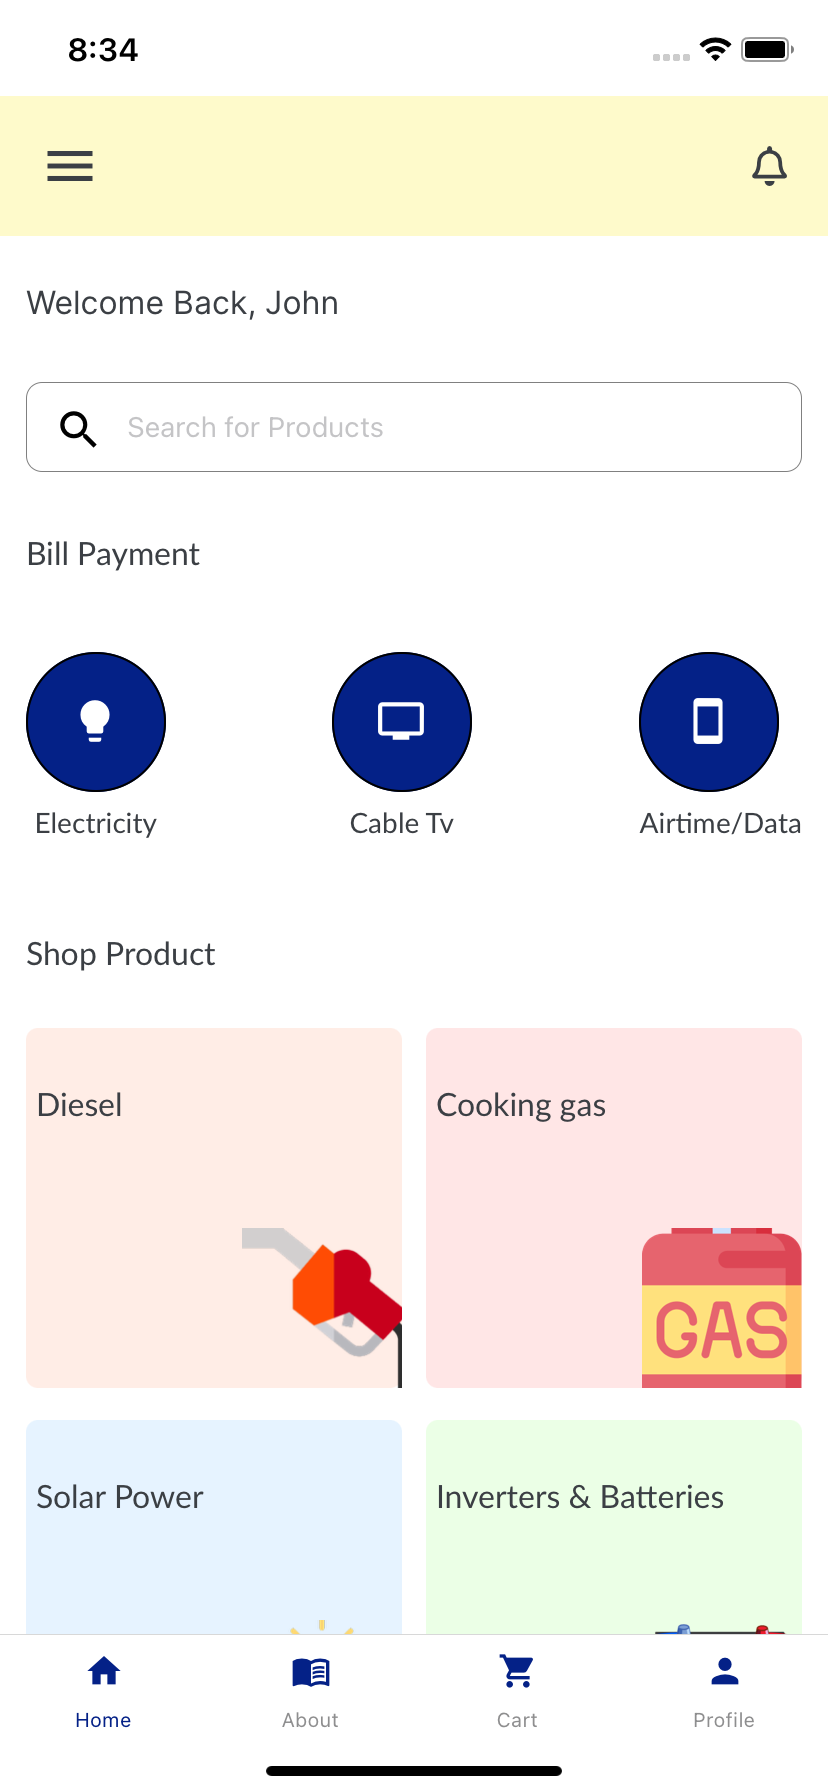 8:34
Welcome Back, John
Search for Products
Bill Payment
Electricity
Cable Tv
Airtime/Data
Shop Product
Diesel
Cooking gas
GAS
Solar Power
Inverters & Batteries
Home
About
Cart
Profile